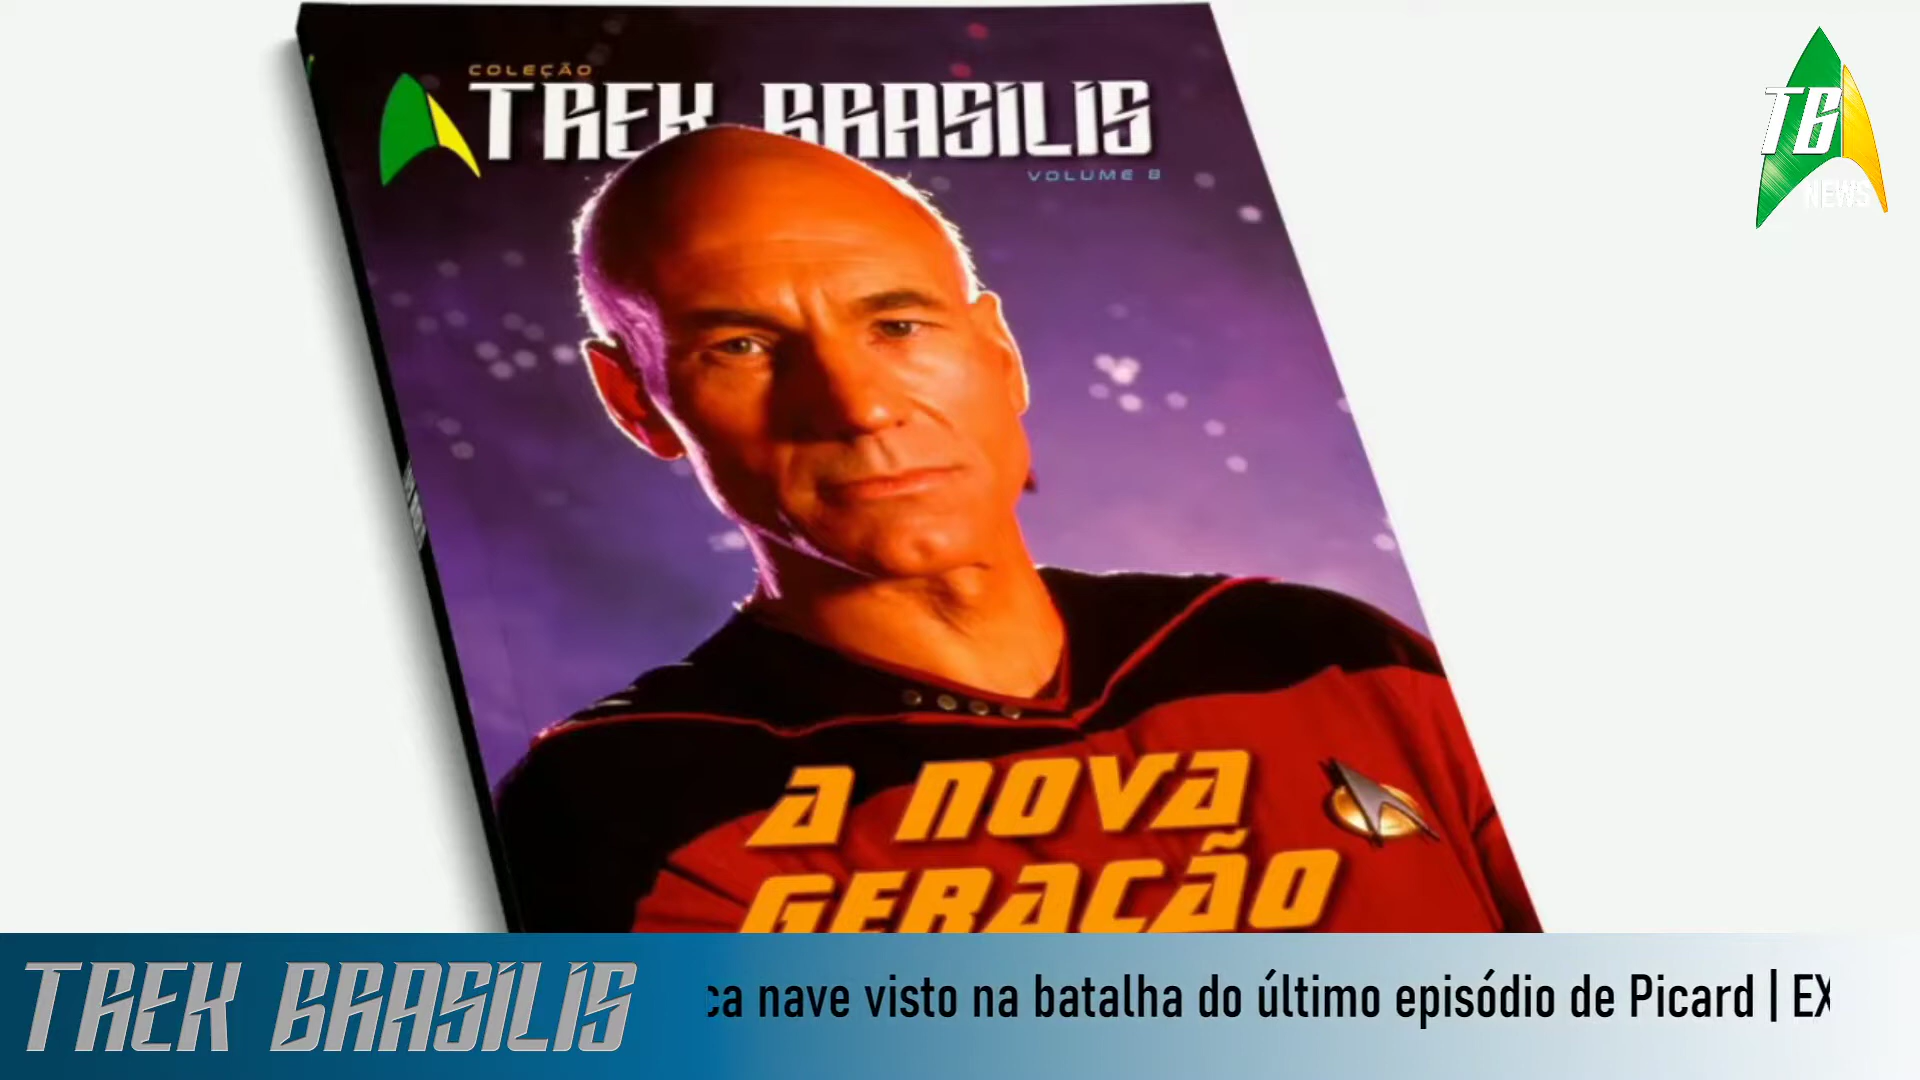 COLEÇÃO
TREK BRASILIS
VOLUME 8
TB
NEWS
A NOVA
GERAÇÃO
TREK BRASILIS
ca nave visto na batalha do último episódio de Picard | EX